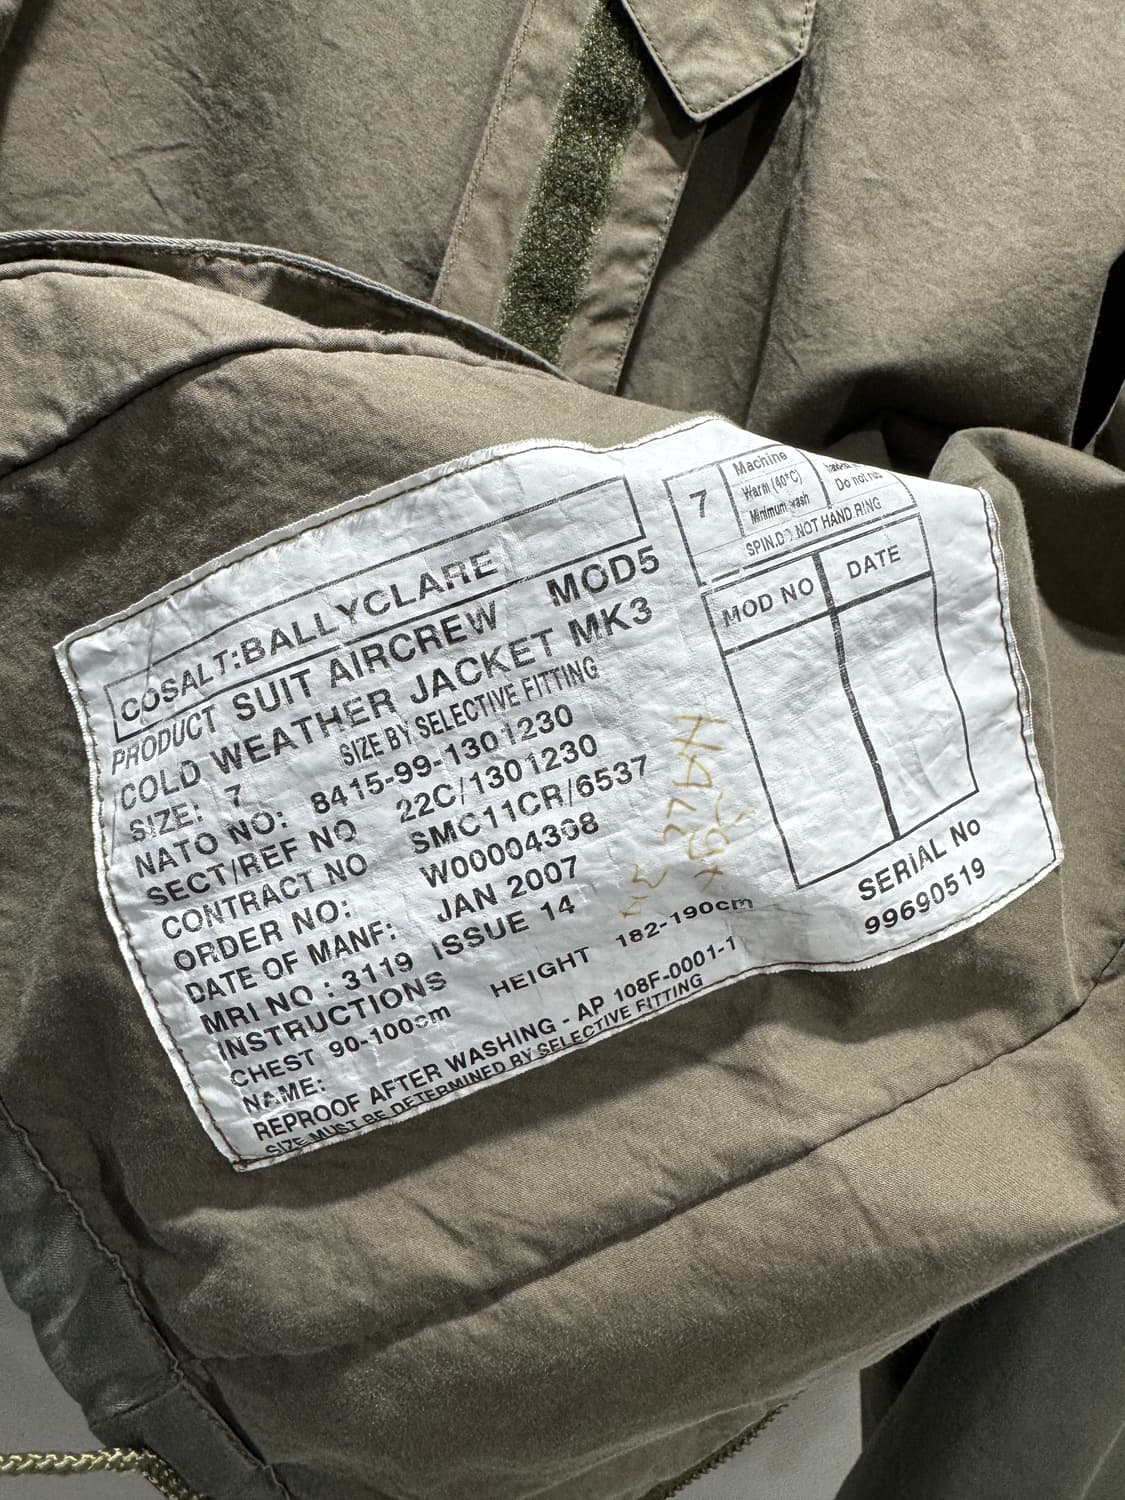 COSALT:BALLYCLARE
PRODUCT SUIT AIRCREW MOD5
COLD WEATHER JACKET MK3
SIZE: 7 SIZE BY SELECTIVE FITTING
NATO NO: 8415-99-1301230
SECT/REF NO 22C/1301230
CONTRACT NO SMC11CR/6537
ORDER NO: W00004368
DATE OF MANF: JAN 2007
MRI NO : 3119 ISSUE 14
INSTRUCTIONS
CHEST 90-100cm HEIGHT 182-190cm
NAME:
REPROOF AFTER WASHING - AP 108F-0001-1
SIZE MUST BE DETERMINED BY SELECTIVE FITTING
7
Machine
Warm (40°C)
Minimum wash
Do not
SPIN.DO NOT HAND.RING
MOD NO DATE
SERIAL No
99690519